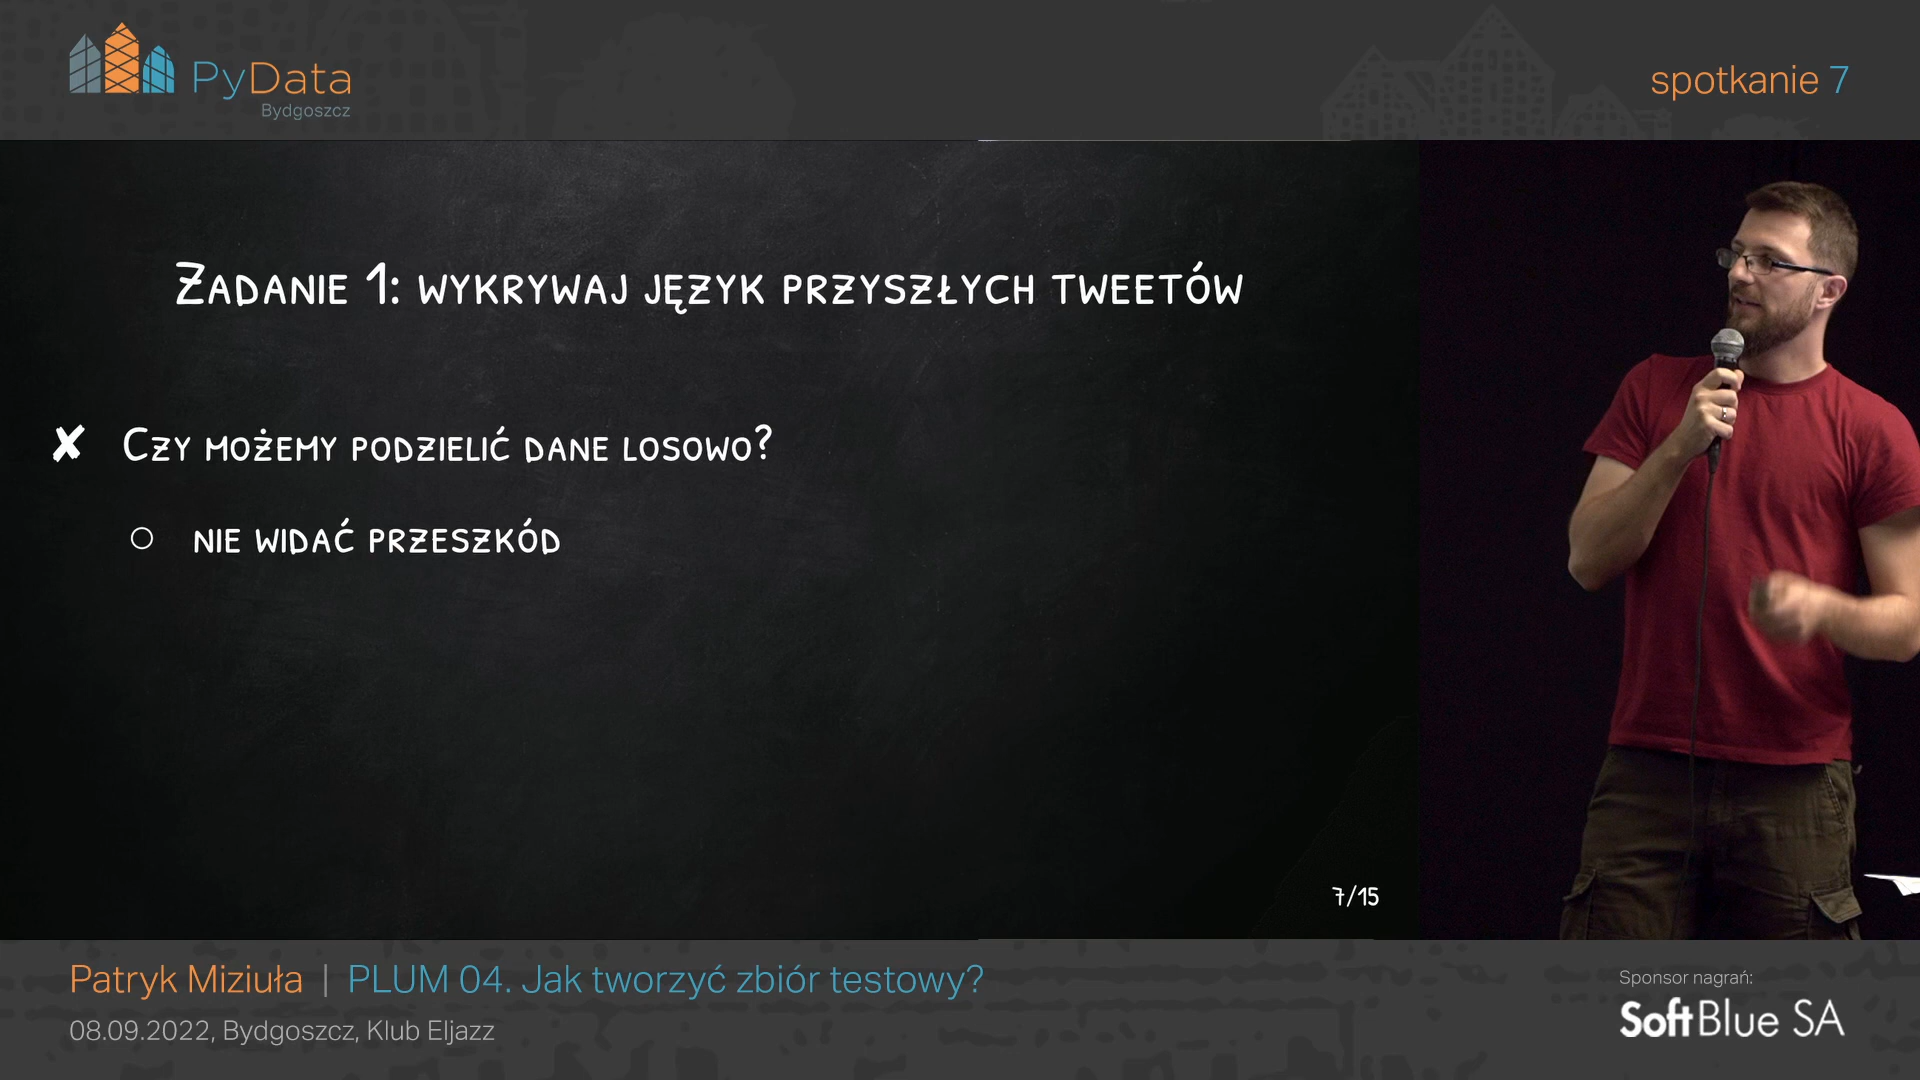 PyData
Bydgoszcz
spotkanie 7
Zadanie 1: wykrywaj język przyszłych tweetów
✘ Czy możemy podzielić dane losowo?
○ nie widać przeszkód
7/15
Patryk Miziuła | PLUM 04. Jak tworzyć zbiór testowy?
08.09.2022, Bydgoszcz, Klub Eljazz
Sponsor nagrań:
SoftBlue SA